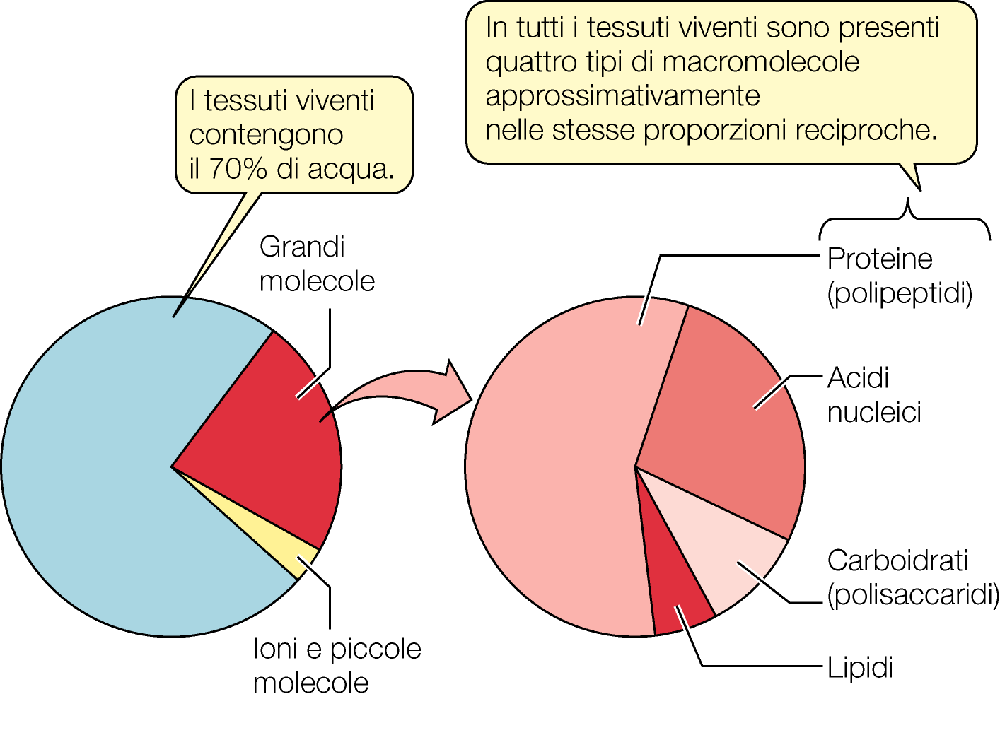 I tessuti viventi
contengono
il 70% di acqua.
In tutti i tessuti viventi sono presenti
quattro tipi di macromolecole
approssimativamente
nelle stesse proporzioni reciproche.
Grandi
molecole
Ioni e piccole
molecole
Proteine
(polipeptidi)
Acidi
nucleici
Carboidrati
(polisaccaridi)
Lipidi